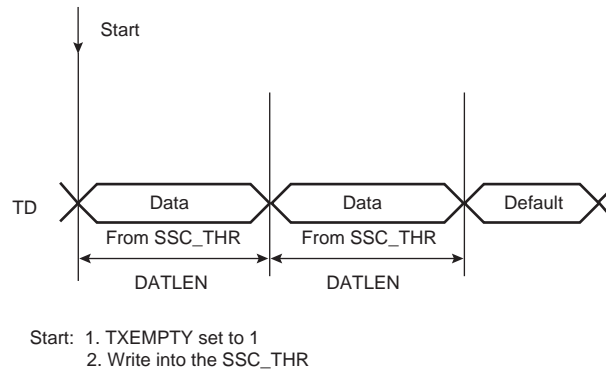 Start
TD
Data
Data
Default
From SSC_THR
From SSC_THR
DATLEN
DATLEN
Start: 1. TXEMPTY set to 1
2. Write into the SSC_THR